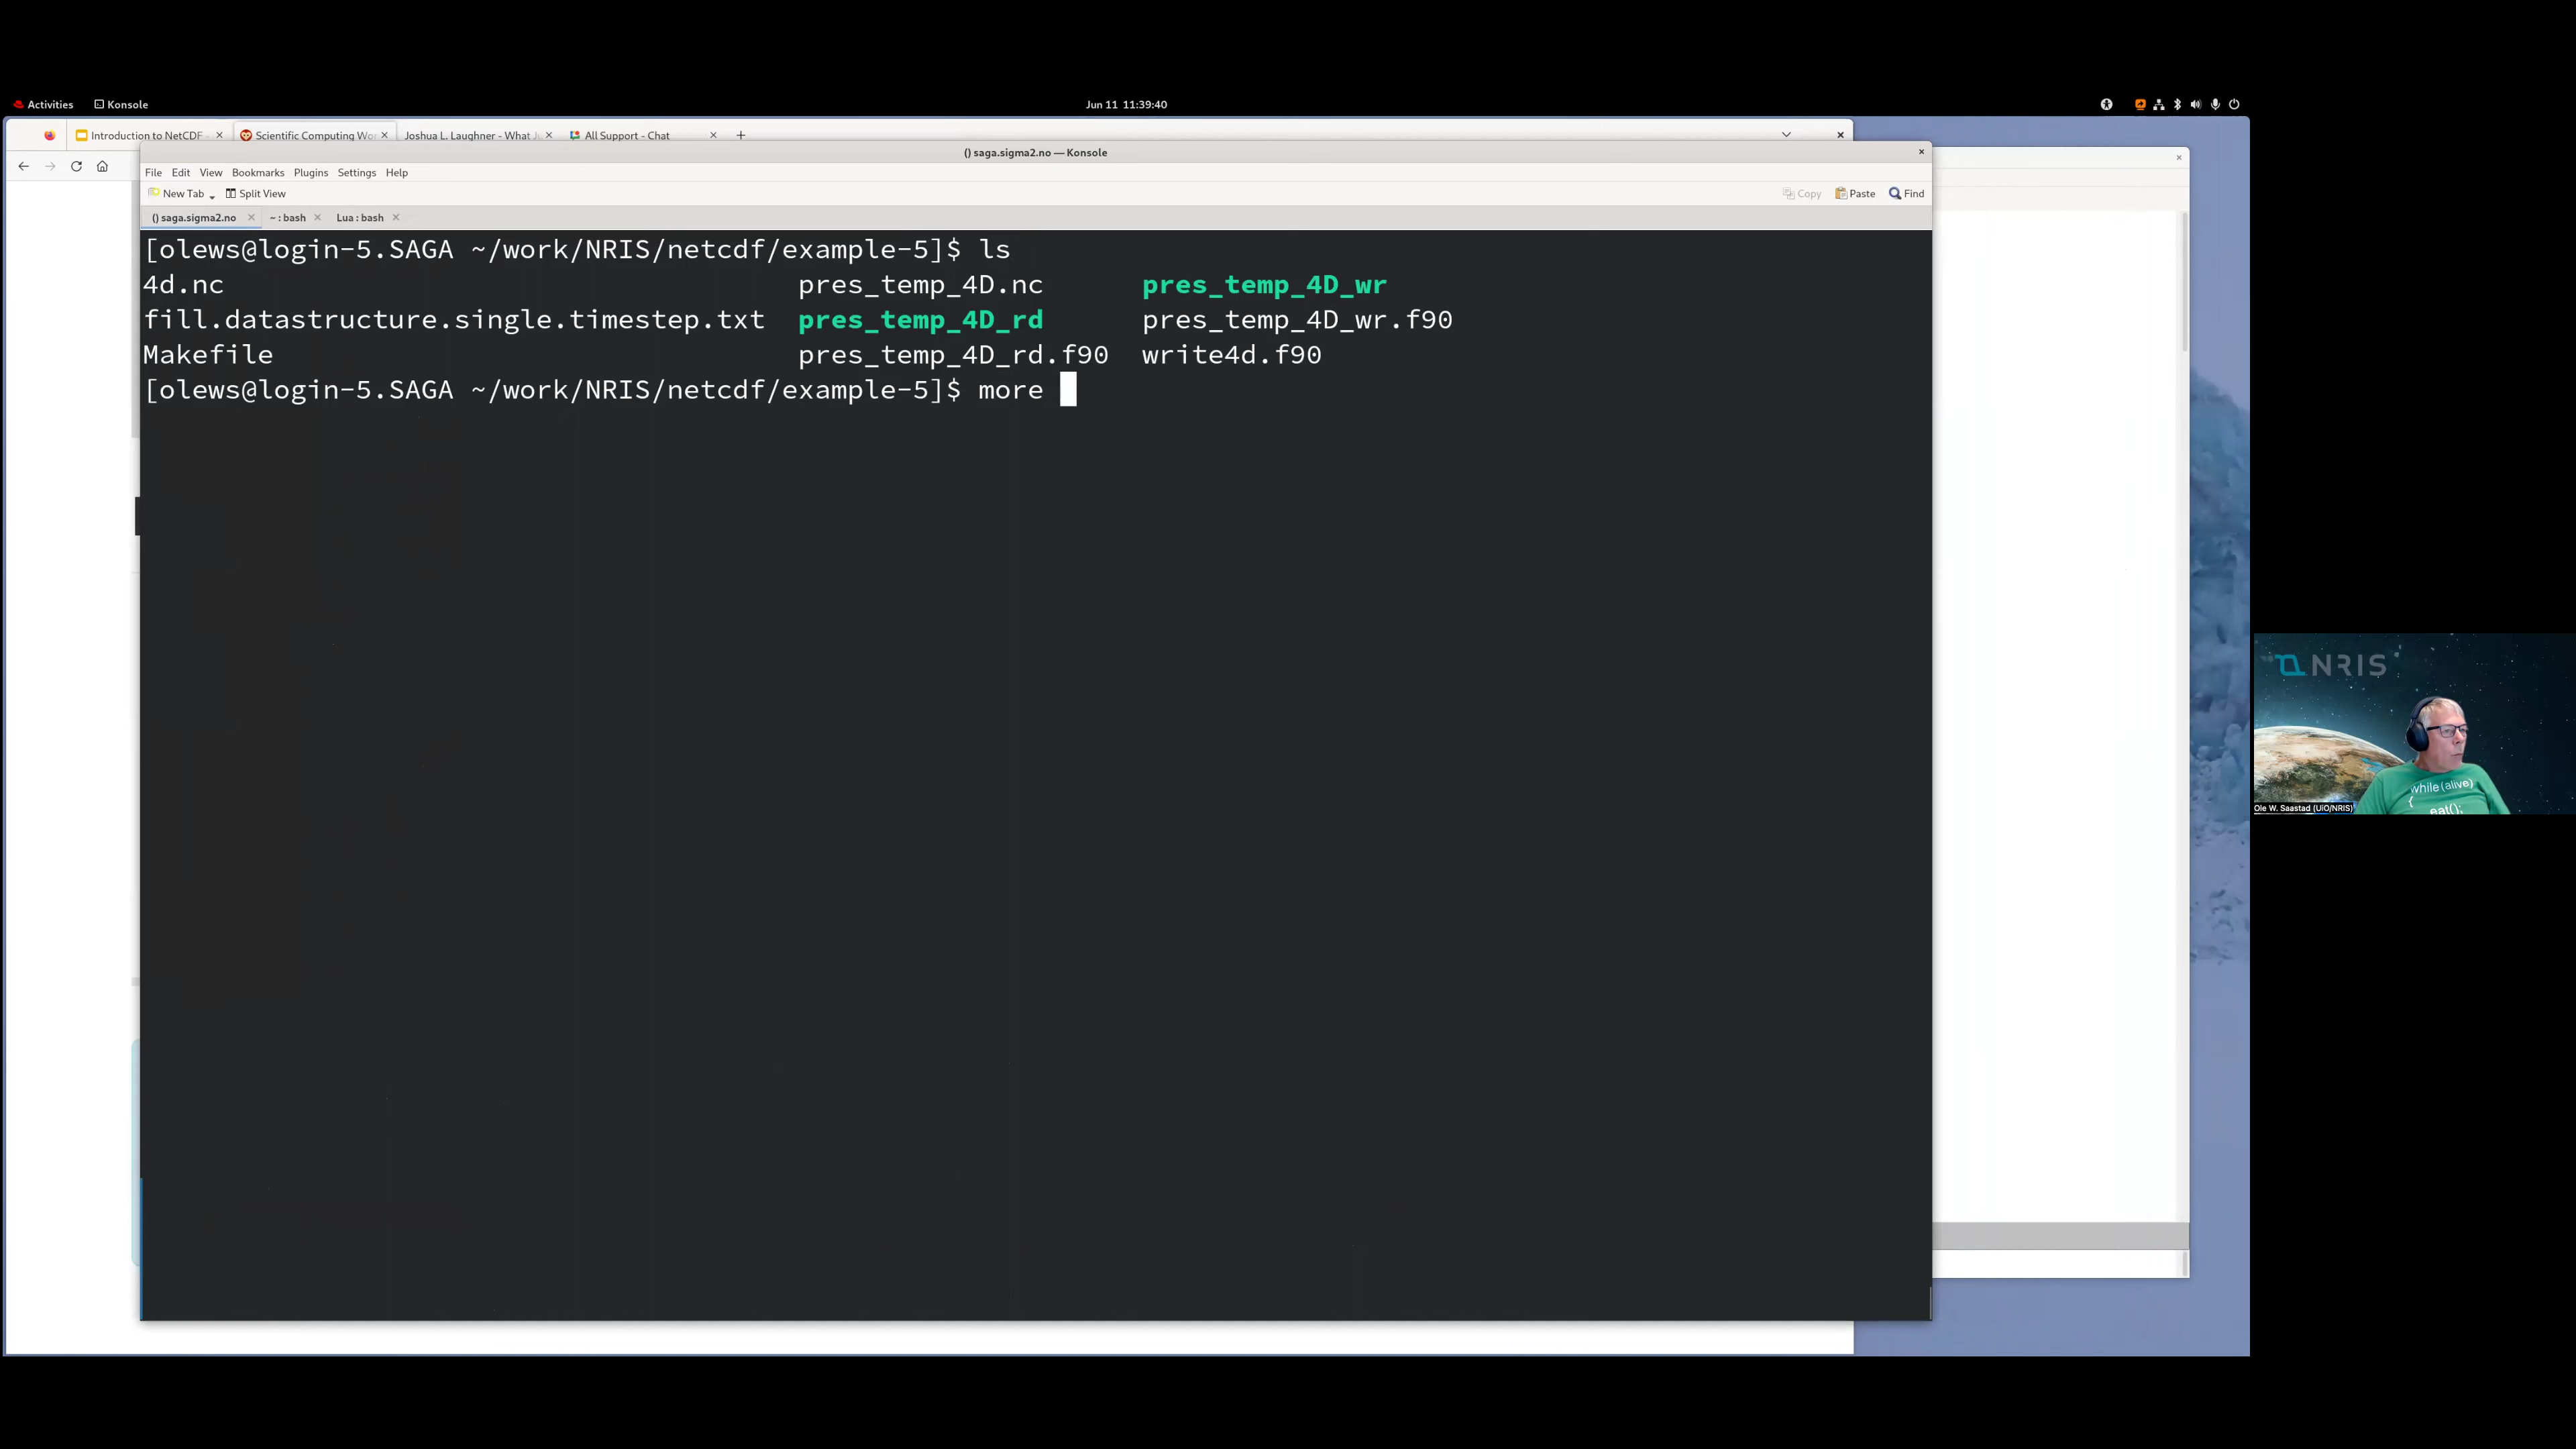 Activities Konsole Jun 11 11:39:40
Introduction to NetCDF - Scientific Computing Wor Joshua L. Laughner - What Ju All Support - Chat
() saga.sigma2.no — Konsole
File Edit View Bookmarks Plugins Settings Help
New Tab Split View Copy Paste Find
() saga.sigma2.no ~ : bash Lua : bash
[olews@login-5.SAGA ~/work/NRIS/netcdf/example-5]$ ls
4d.nc pres_temp_4D.nc pres_temp_4D_wr
fill.datastructure.single.timestep.txt pres_temp_4D_rd pres_temp_4D_wr.f90
Makefile pres_temp_4D_rd.f90 write4d.f90
[olews@login-5.SAGA ~/work/NRIS/netcdf/example-5]$ more
NRIS
while(alive)
{
eat();
Ole W. Saastad (UiO/NRIS)